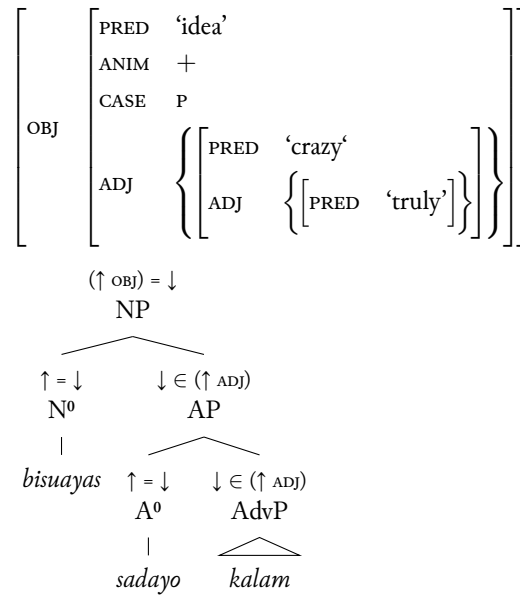 PRED ‘idea’
ANIM +
CASE P
OBJ
PRED ‘crazy‘
ADJ
ADJ PRED ‘truly’
(↑ OBJ) = ↓
NP
↑ = ↓ ↓ ∈ (↑ ADJ)
N⁰ AP
bisuayas ↑ = ↓ ↓ ∈ (↑ ADJ)
A⁰ AdvP
sadayo kalam